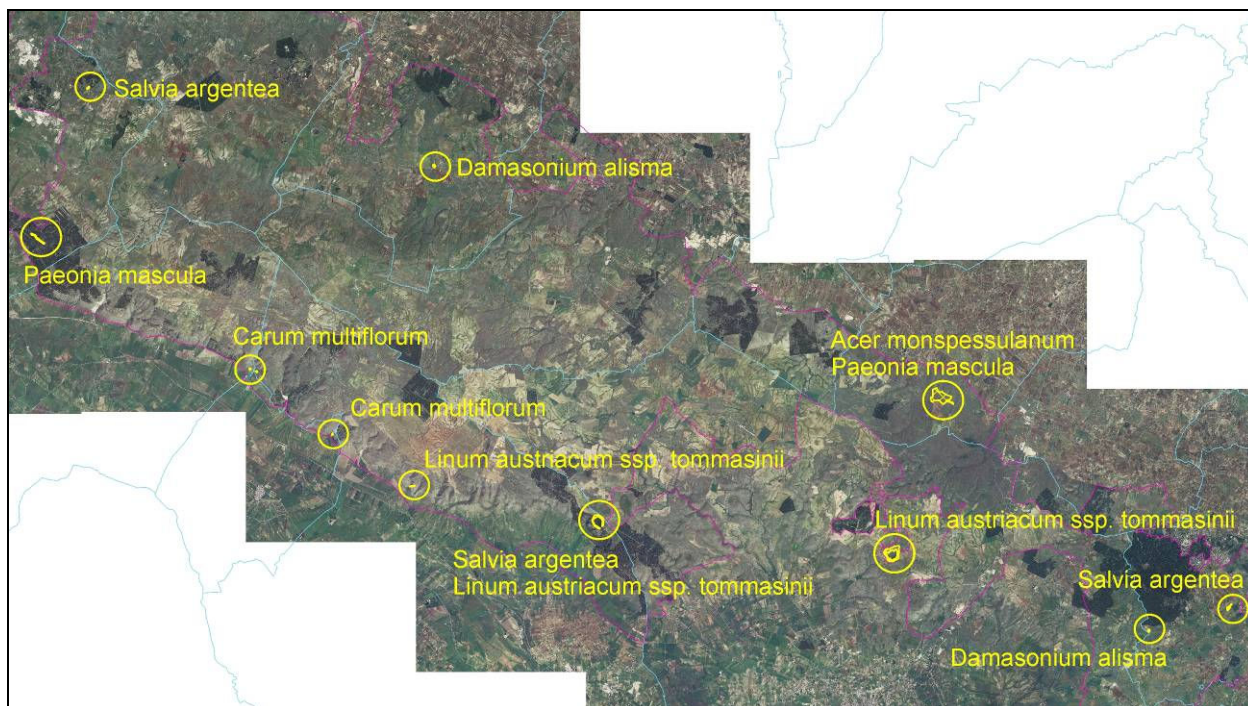 Salvia argentea
Damasonium alisma
Paeonia mascula
Carum multiflorum
Acer monspessulanum
Paeonia mascula
Carum multiflorum
Linum austriacum ssp. tommasinii
Linum austriacum ssp. tommasinii
Salvia argentea
Linum austriacum ssp. tommasinii
Salvia argentea
Damasonium alisma